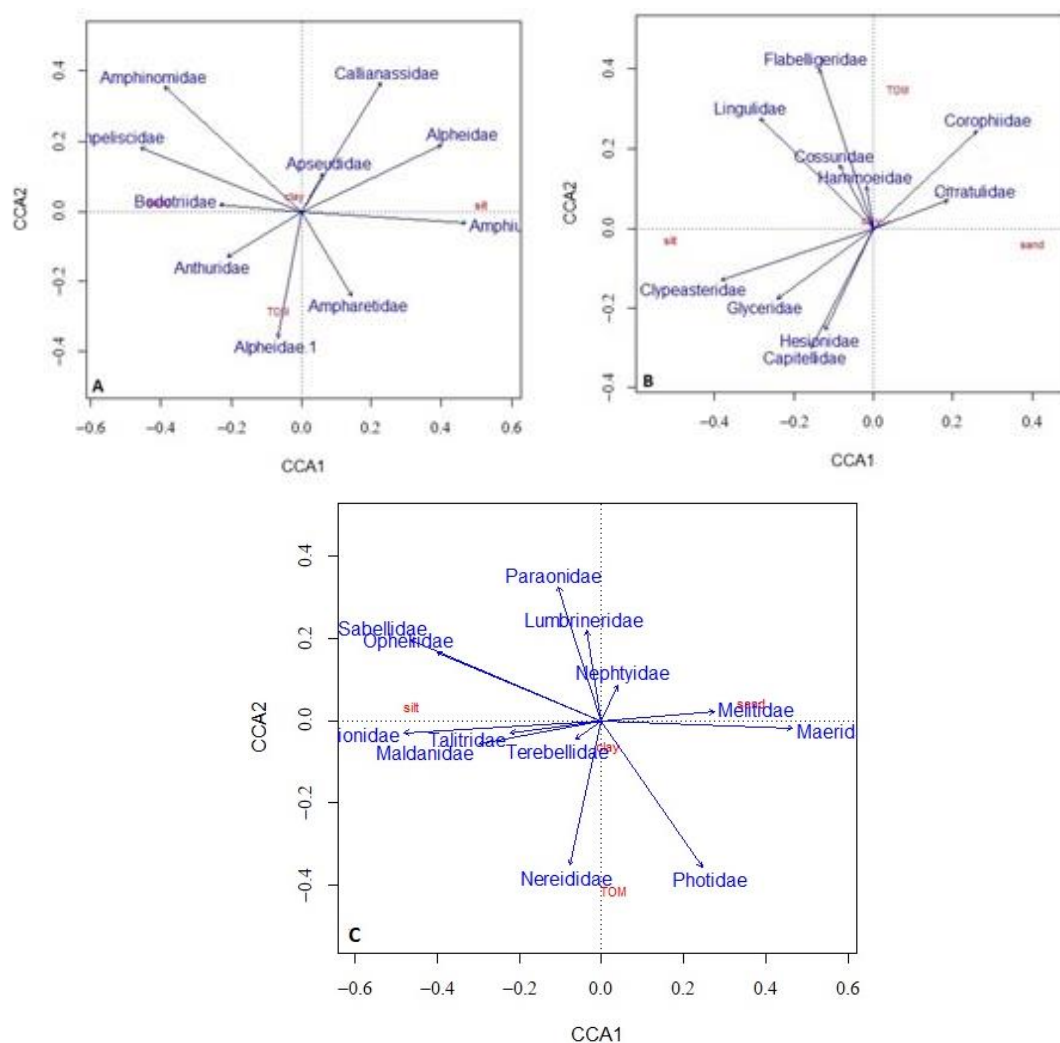 0.4
0.2
0.0
−0.2
−0.4
CCA2
Amphinomidae
Callianassidae
npeliscidae
Alpheidae
Apseudidae
clay
Bodotriidae
silt
Amphiu
Anthuridae
Ampharetidae
TOM
Alpheidae.1
A
−0.6 −0.4 −0.2 0.0 0.2 0.4 0.6
CCA1
0.4
0.2
0.0
−0.2
−0.4
CCA2
Flabelligeridae
TOM
Lingulidae
Corophiidae
Cossuridae
Hammoeidae
Cirratulidae
silt
sand
Clypeasteridae
Glyceridae
Hesionidae
Capitellidae
B
−0.4 −0.2 0.0 0.2 0.4
CCA1
0.4
0.2
0.0
−0.2
−0.4
CCA2
Paraonidae
Sabellidae
Lumbrineridae
Opheliidae
Nephtyidae
silt
sand
Melitidae
ionidae
Talitridae
Maerid
Maldanidae
Terebellidae
clay
Nereididae
Photidae
TOM
C
−0.6 −0.4 −0.2 0.0 0.2 0.4 0.6
CCA1